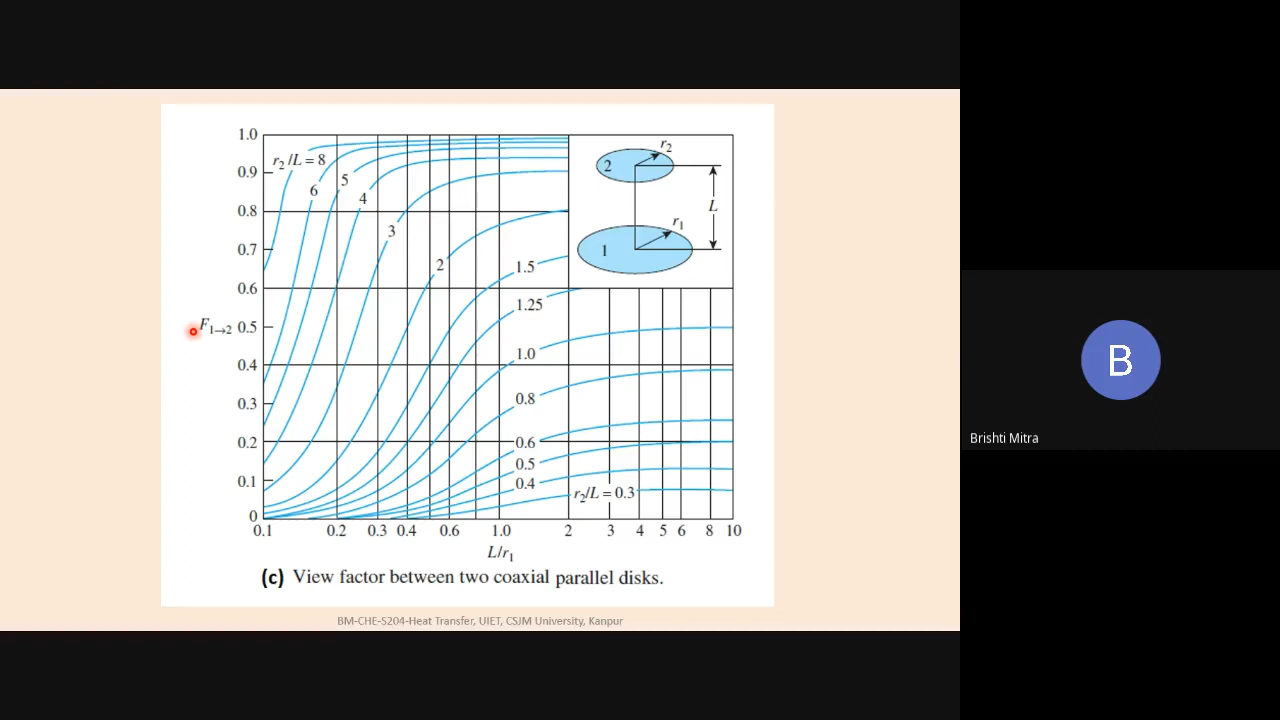 1.0
0.9
0.8
0.7
0.6
F1→2 0.5
0.4
0.3
0.2
0.1
0
r2/L = 8
6
5
4
3
2
1.5
1.25
1.0
0.8
0.6
0.5
0.4
r2/L = 0.3
r2
2
L
r1
1
0.1 0.2 0.3 0.4 0.6 1.0 2 3 4 5 6 8 10
L/r1
(c) View factor between two coaxial parallel disks.
BM-CHE-S204-Heat Transfer, UIET, CSJM University, Kanpur
B
Brishti Mitra